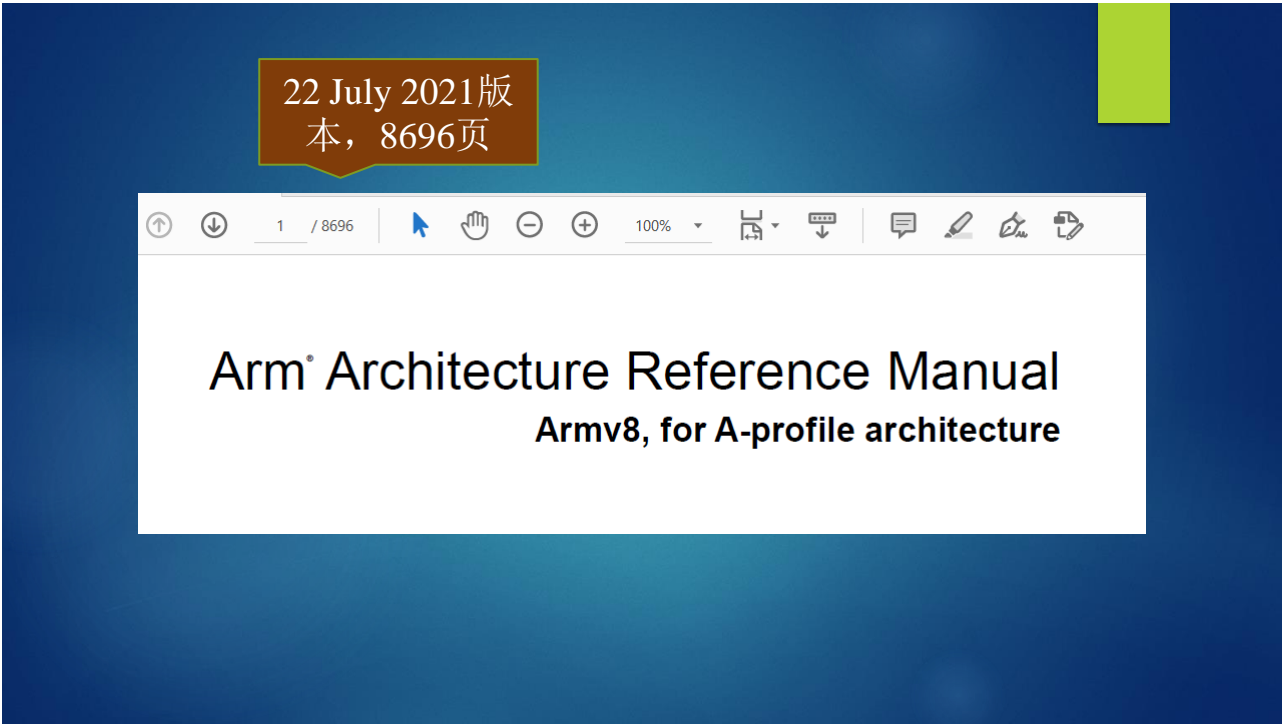 22 July 2021版
本，8696页
1 / 8696 100%
Arm® Architecture Reference Manual
Armv8, for A-profile architecture